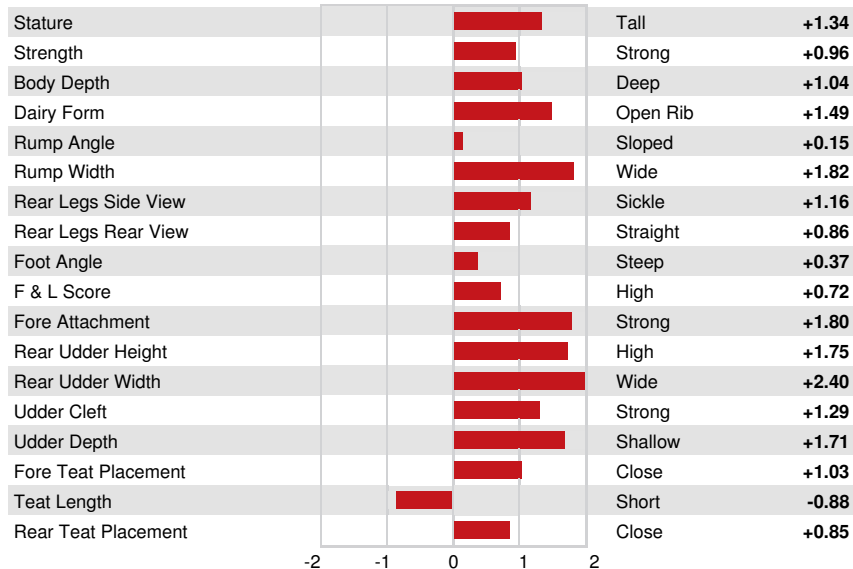 Stature Tall +1.34
Strength Strong +0.96
Body Depth Deep +1.04
Dairy Form Open Rib +1.49
Rump Angle Sloped +0.15
Rump Width Wide +1.82
Rear Legs Side View Sickle +1.16
Rear Legs Rear View Straight +0.86
Foot Angle Steep +0.37
F & L Score High +0.72
Fore Attachment Strong +1.80
Rear Udder Height High +1.75
Rear Udder Width Wide +2.40
Udder Cleft Strong +1.29
Udder Depth Shallow +1.71
Fore Teat Placement Close +1.03
Teat Length Short -0.88
Rear Teat Placement Close +0.85
-2 -1 0 1 2